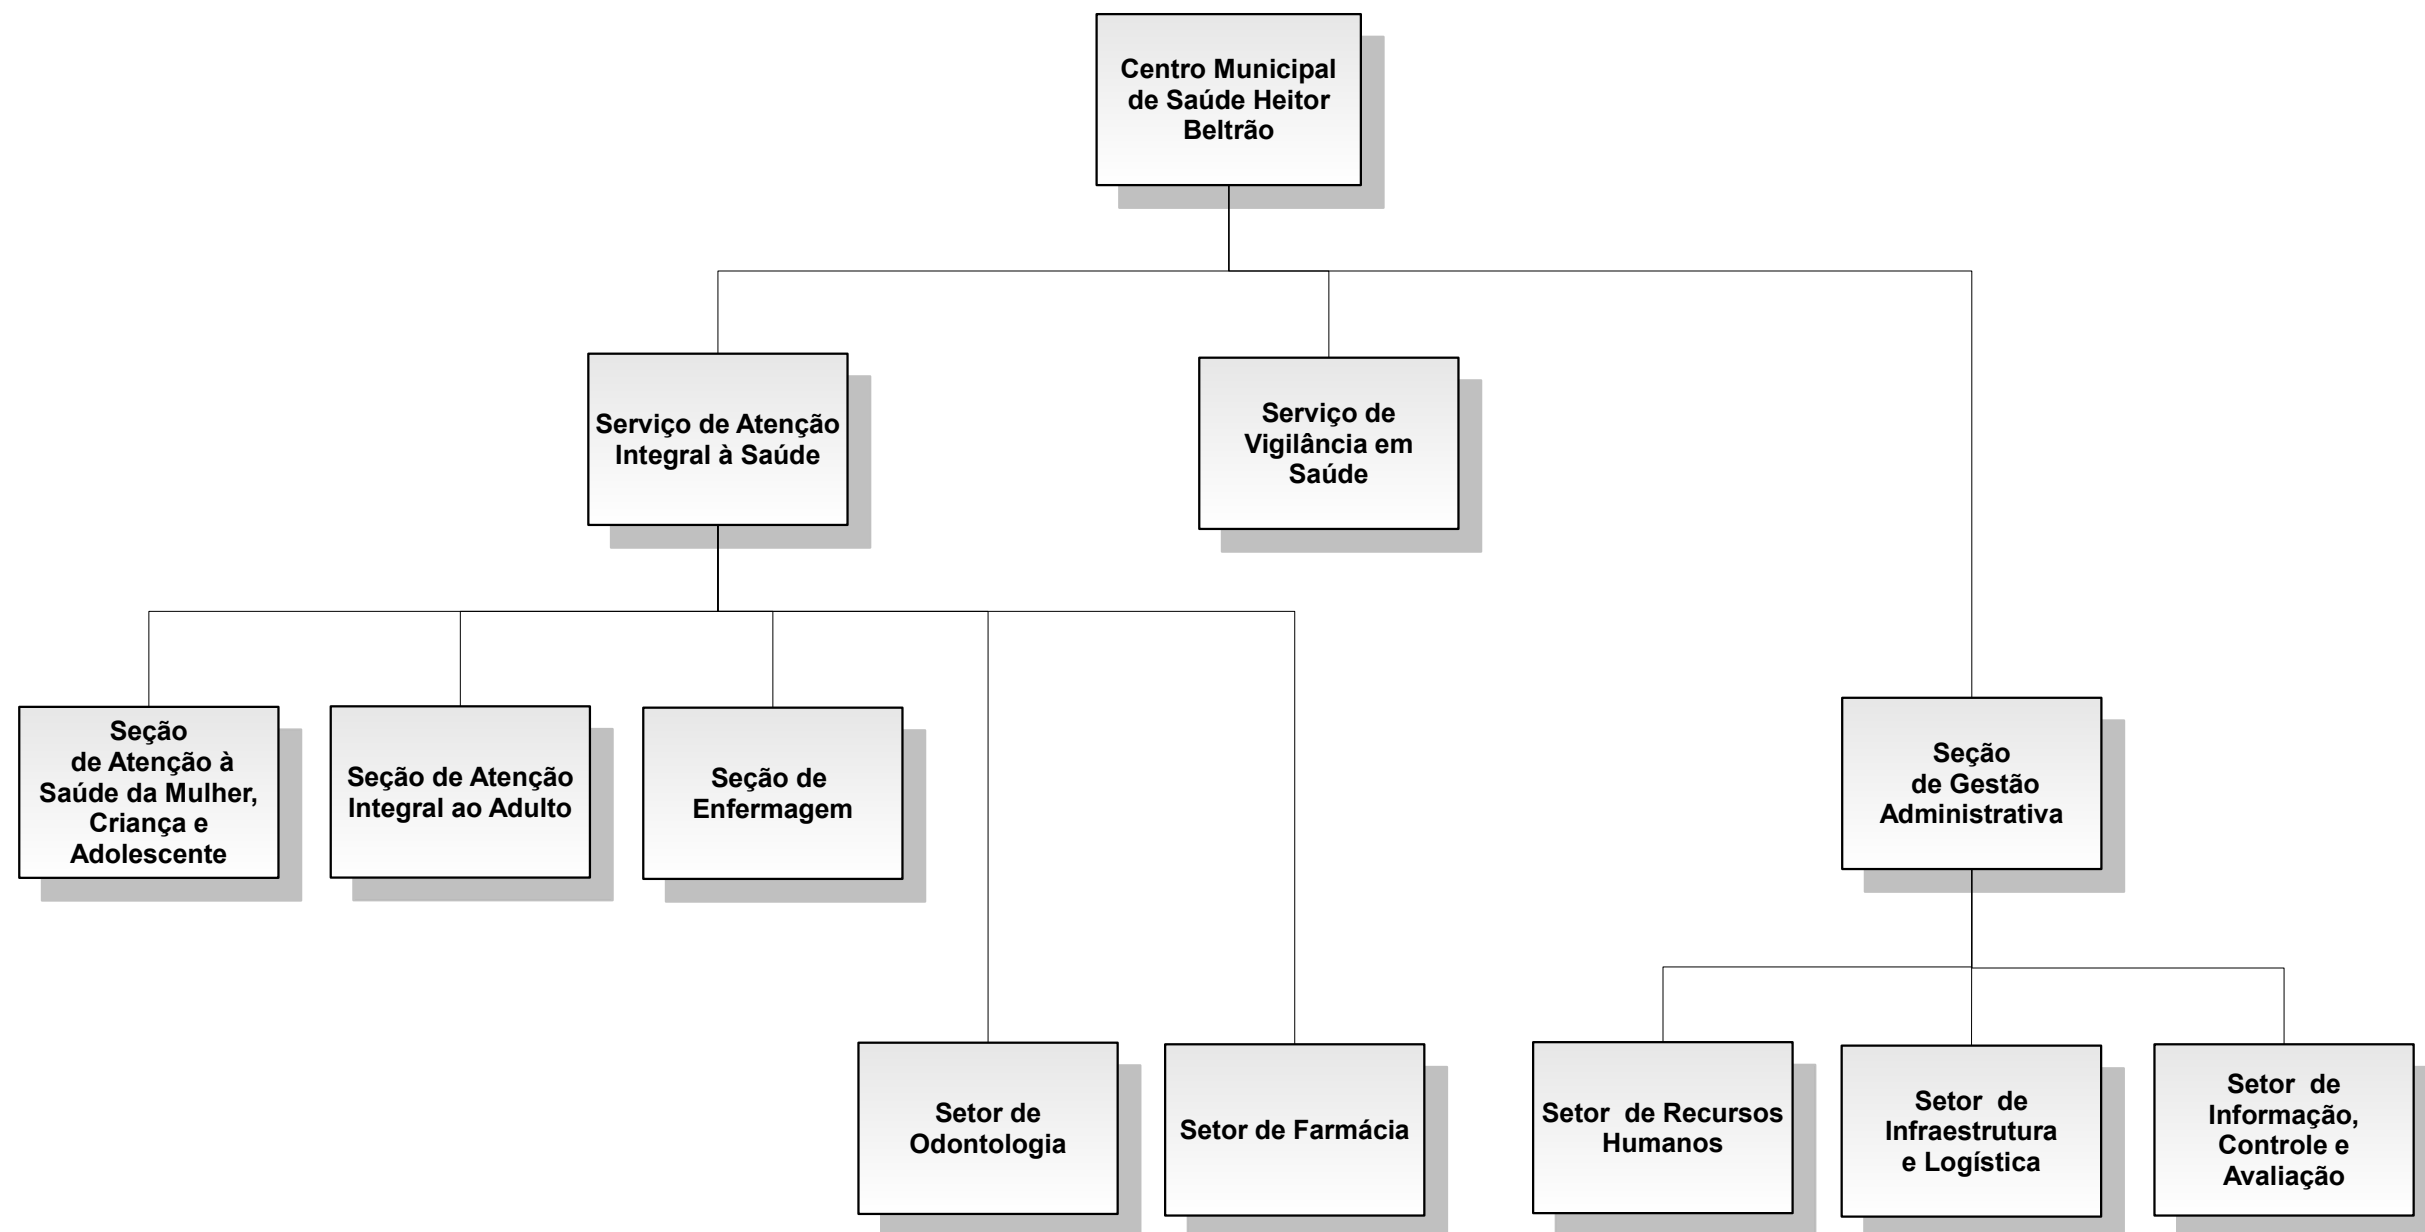 Centro Municipal
de Saúde Heitor
Beltrão
Serviço de Atenção
Integral à Saúde
Serviço de
Vigilância em
Saúde
Seção
de Atenção à
Saúde da Mulher,
Criança e
Adolescente
Seção de Atenção
Integral ao Adulto
Seção de
Enfermagem
Seção
de Gestão
Administrativa
Setor de
Odontologia
Setor de Farmácia
Setor de Recursos
Humanos
Setor de
Infraestrutura
e Logística
Setor de
Informação,
Controle e
Avaliação